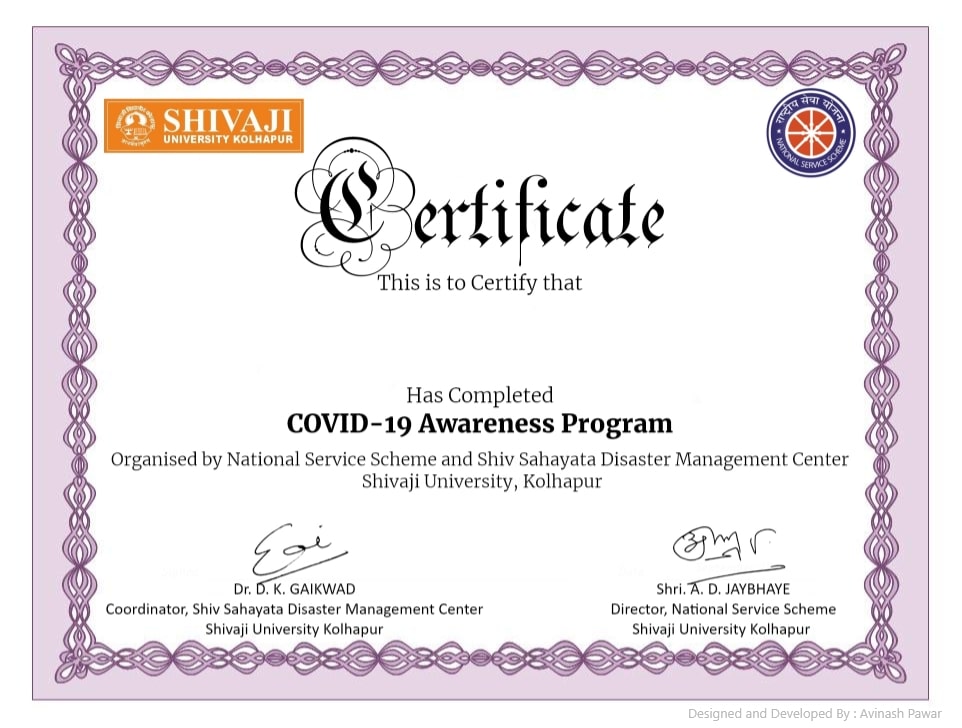 SHIVAJI
UNIVERSITY KOLHAPUR
राष्ट्रीय सेवा योजना
NATIONAL SERVICE SCHEME
Certificate
This is to Certify that
Has Completed
COVID-19 Awareness Program
Organised by National Service Scheme and Shiv Sahayata Disaster Management Center
Shivaji University, Kolhapur
Dr. D. K. GAIKWAD
Coordinator, Shiv Sahayata Disaster Management Center
Shivaji University Kolhapur
Shri. A. D. JAYBHAYE
Director, National Service Scheme
Shivaji University Kolhapur
Designed and Developed By : Avinash Pawar